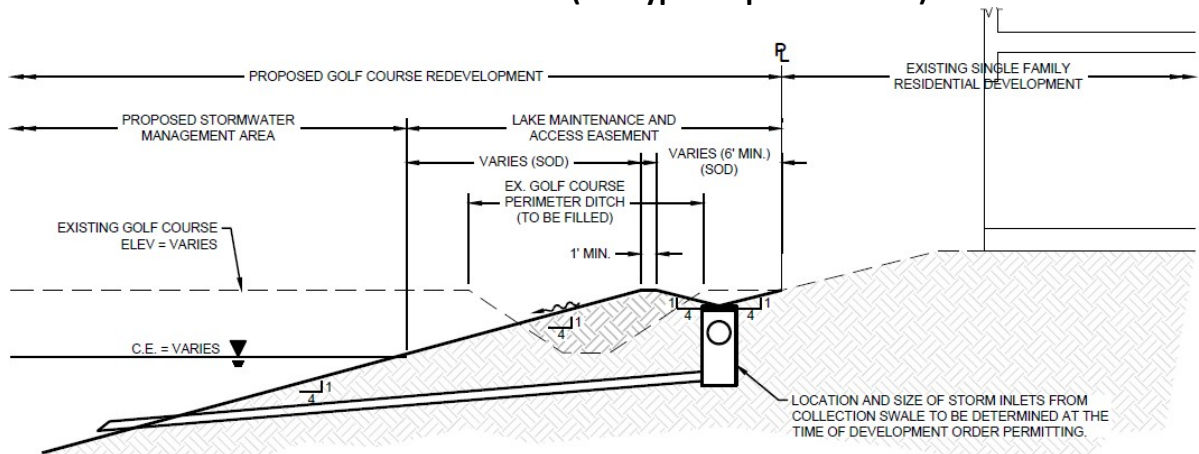 PL
PROPOSED GOLF COURSE REDEVELOPMENT
EXISTING SINGLE FAMILY
RESIDENTIAL DEVELOPMENT
PROPOSED STORMWATER
MANAGEMENT AREA
LAKE MAINTENANCE AND
ACCESS EASEMENT
VARIES (SOD)
VARIES (6' MIN.)
(SOD)
EX. GOLF COURSE
PERIMETER DITCH
(TO BE FILLED)
EXISTING GOLF COURSE
ELEV = VARIES
1' MIN.
1
4
1
4
1
4
C.E. = VARIES
1
4
LOCATION AND SIZE OF STORM INLETS FROM
COLLECTION SWALE TO BE DETERMINED AT THE
TIME OF DEVELOPMENT ORDER PERMITTING.